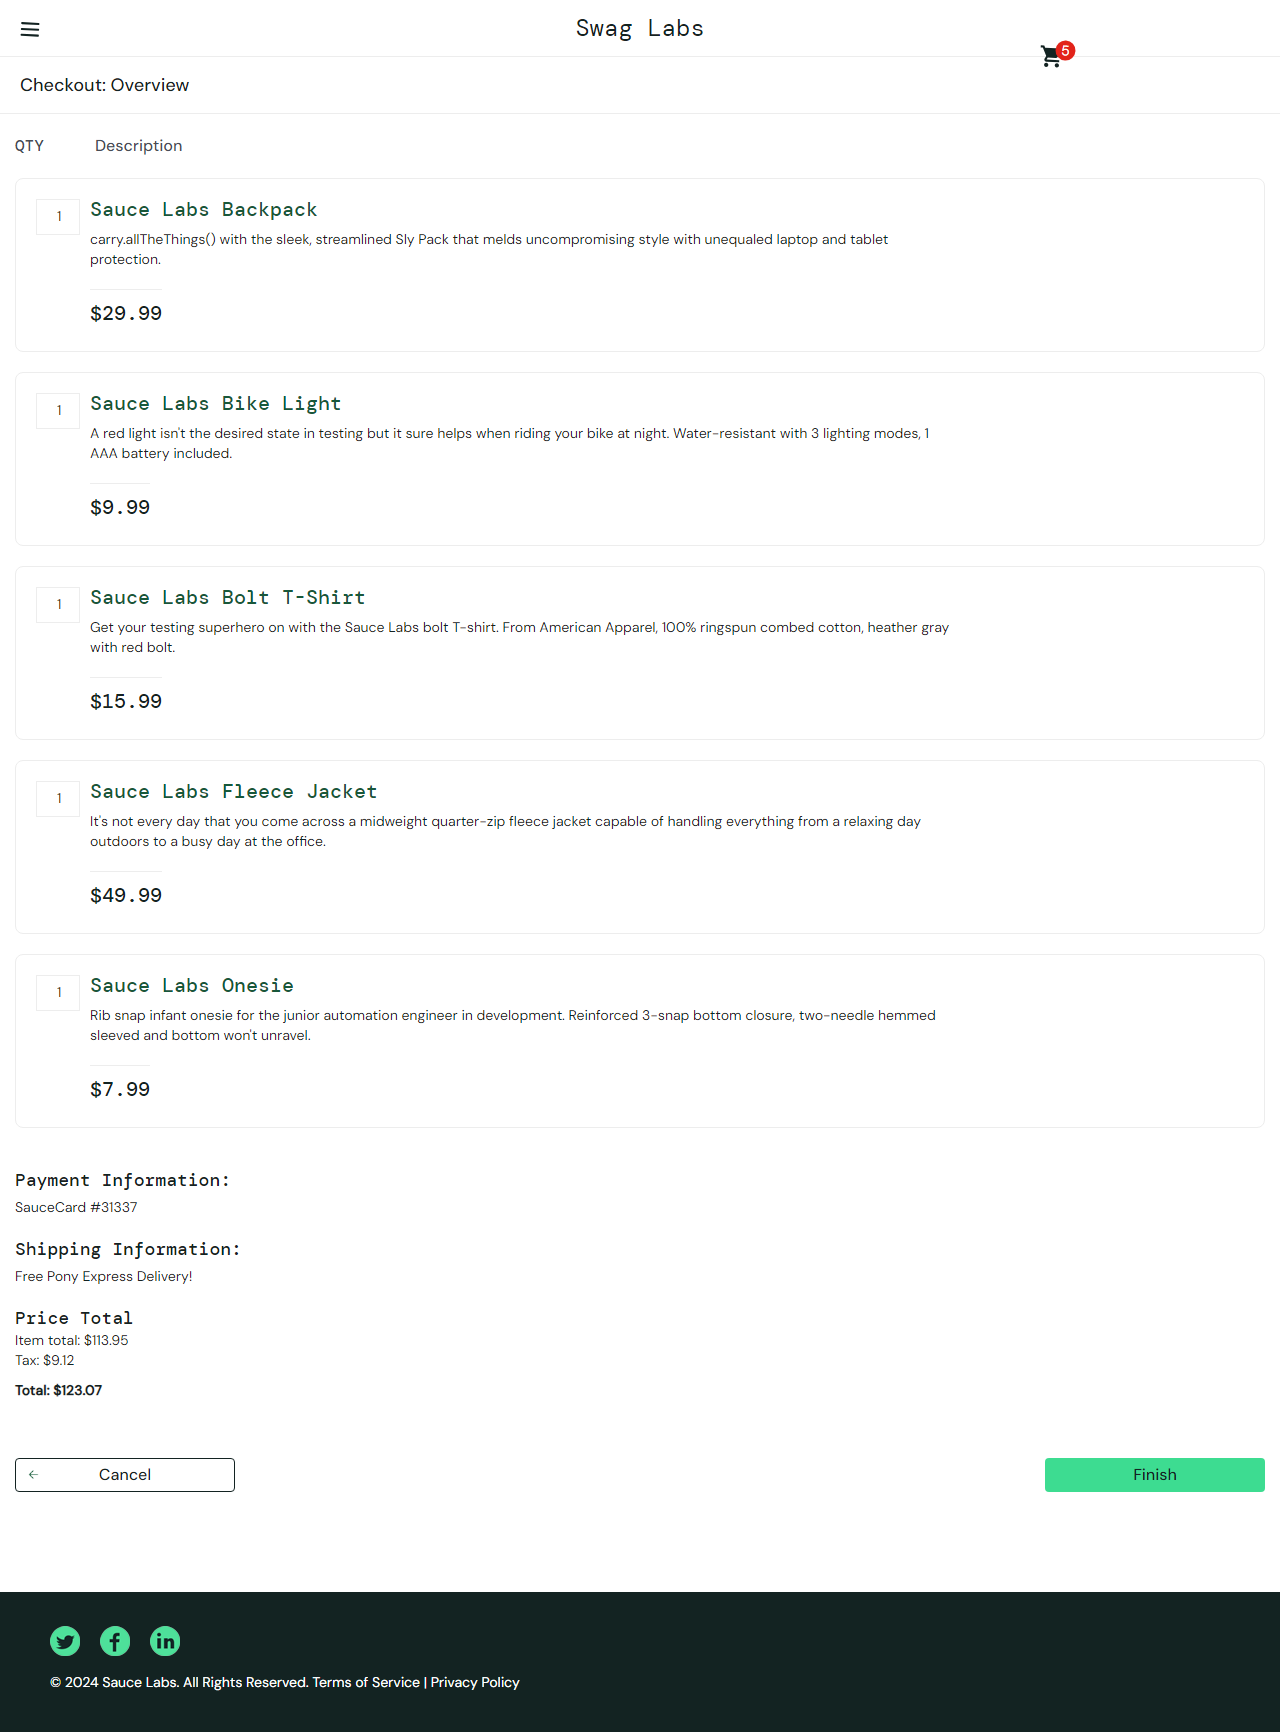 Swag Labs
5
Checkout: Overview
QTY Description
1 Sauce Labs Backpack
carry.allTheThings() with the sleek, streamlined Sly Pack that melds uncompromising style with unequaled laptop and tablet
protection.
$29.99
1 Sauce Labs Bike Light
A red light isn't the desired state in testing but it sure helps when riding your bike at night. Water-resistant with 3 lighting modes, 1
AAA battery included.
$9.99
1 Sauce Labs Bolt T-Shirt
Get your testing superhero on with the Sauce Labs bolt T-shirt. From American Apparel, 100% ringspun combed cotton, heather gray
with red bolt.
$15.99
1 Sauce Labs Fleece Jacket
It's not every day that you come across a midweight quarter-zip fleece jacket capable of handling everything from a relaxing day
outdoors to a busy day at the office.
$49.99
1 Sauce Labs Onesie
Rib snap infant onesie for the junior automation engineer in development. Reinforced 3-snap bottom closure, two-needle hemmed
sleeved and bottom won't unravel.
$7.99
Payment Information:
SauceCard #31337
Shipping Information:
Free Pony Express Delivery!
Price Total
Item total: $113.95
Tax: $9.12
Total: $123.07
Cancel Finish
© 2024 Sauce Labs. All Rights Reserved. Terms of Service | Privacy Policy